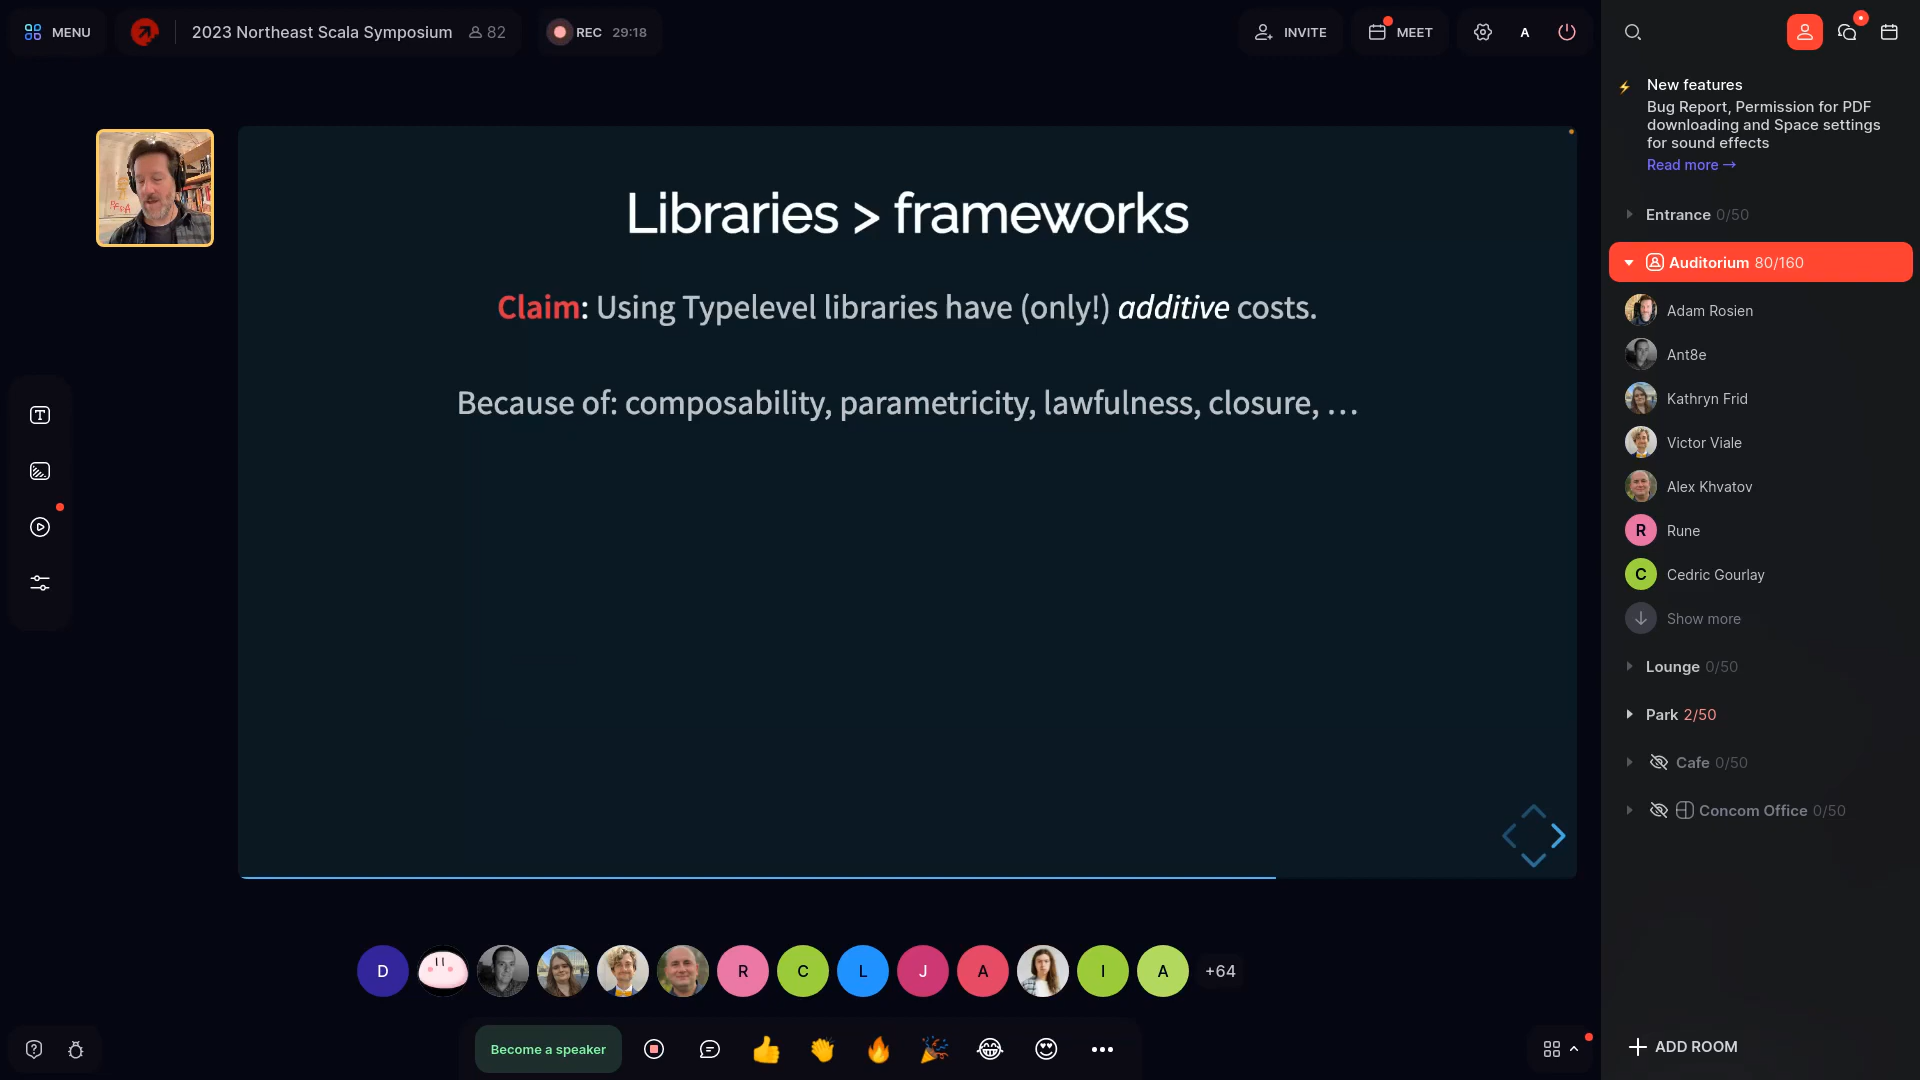 MENU
2023 Northeast Scala Symposium
82
REC 29:18
INVITE
MEET
A
New features
Bug Report, Permission for PDF
downloading and Space settings
for sound effects
Read more →
Entrance 0/50
Auditorium 80/160
Adam Rosien
Ant8e
Kathryn Frid
Victor Viale
Alex Khvatov
R
Rune
C
Cedric Gourlay
Show more
Lounge 0/50
Park 2/50
Cafe 0/50
Concom Office 0/50
ADD ROOM
Libraries > frameworks
Claim: Using Typelevel libraries have (only!) additive costs.
Because of: composability, parametricity, lawfulness, closure, …
D
R
C
L
J
A
I
A
+64
Become a speaker